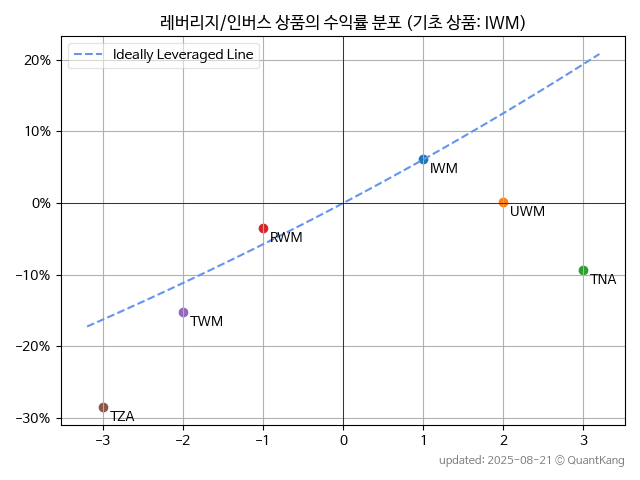 레버리지/인버스 상품의 수익률 분포 (기초 상품: IWM)
Ideally Leveraged Line
20%
10%
0%
−10%
−20%
−30%
IWM
UWM
RWM
TNA
TWM
TZA
−3 −2 −1 0 1 2 3
updated: 2025-08-21 © QuantKang